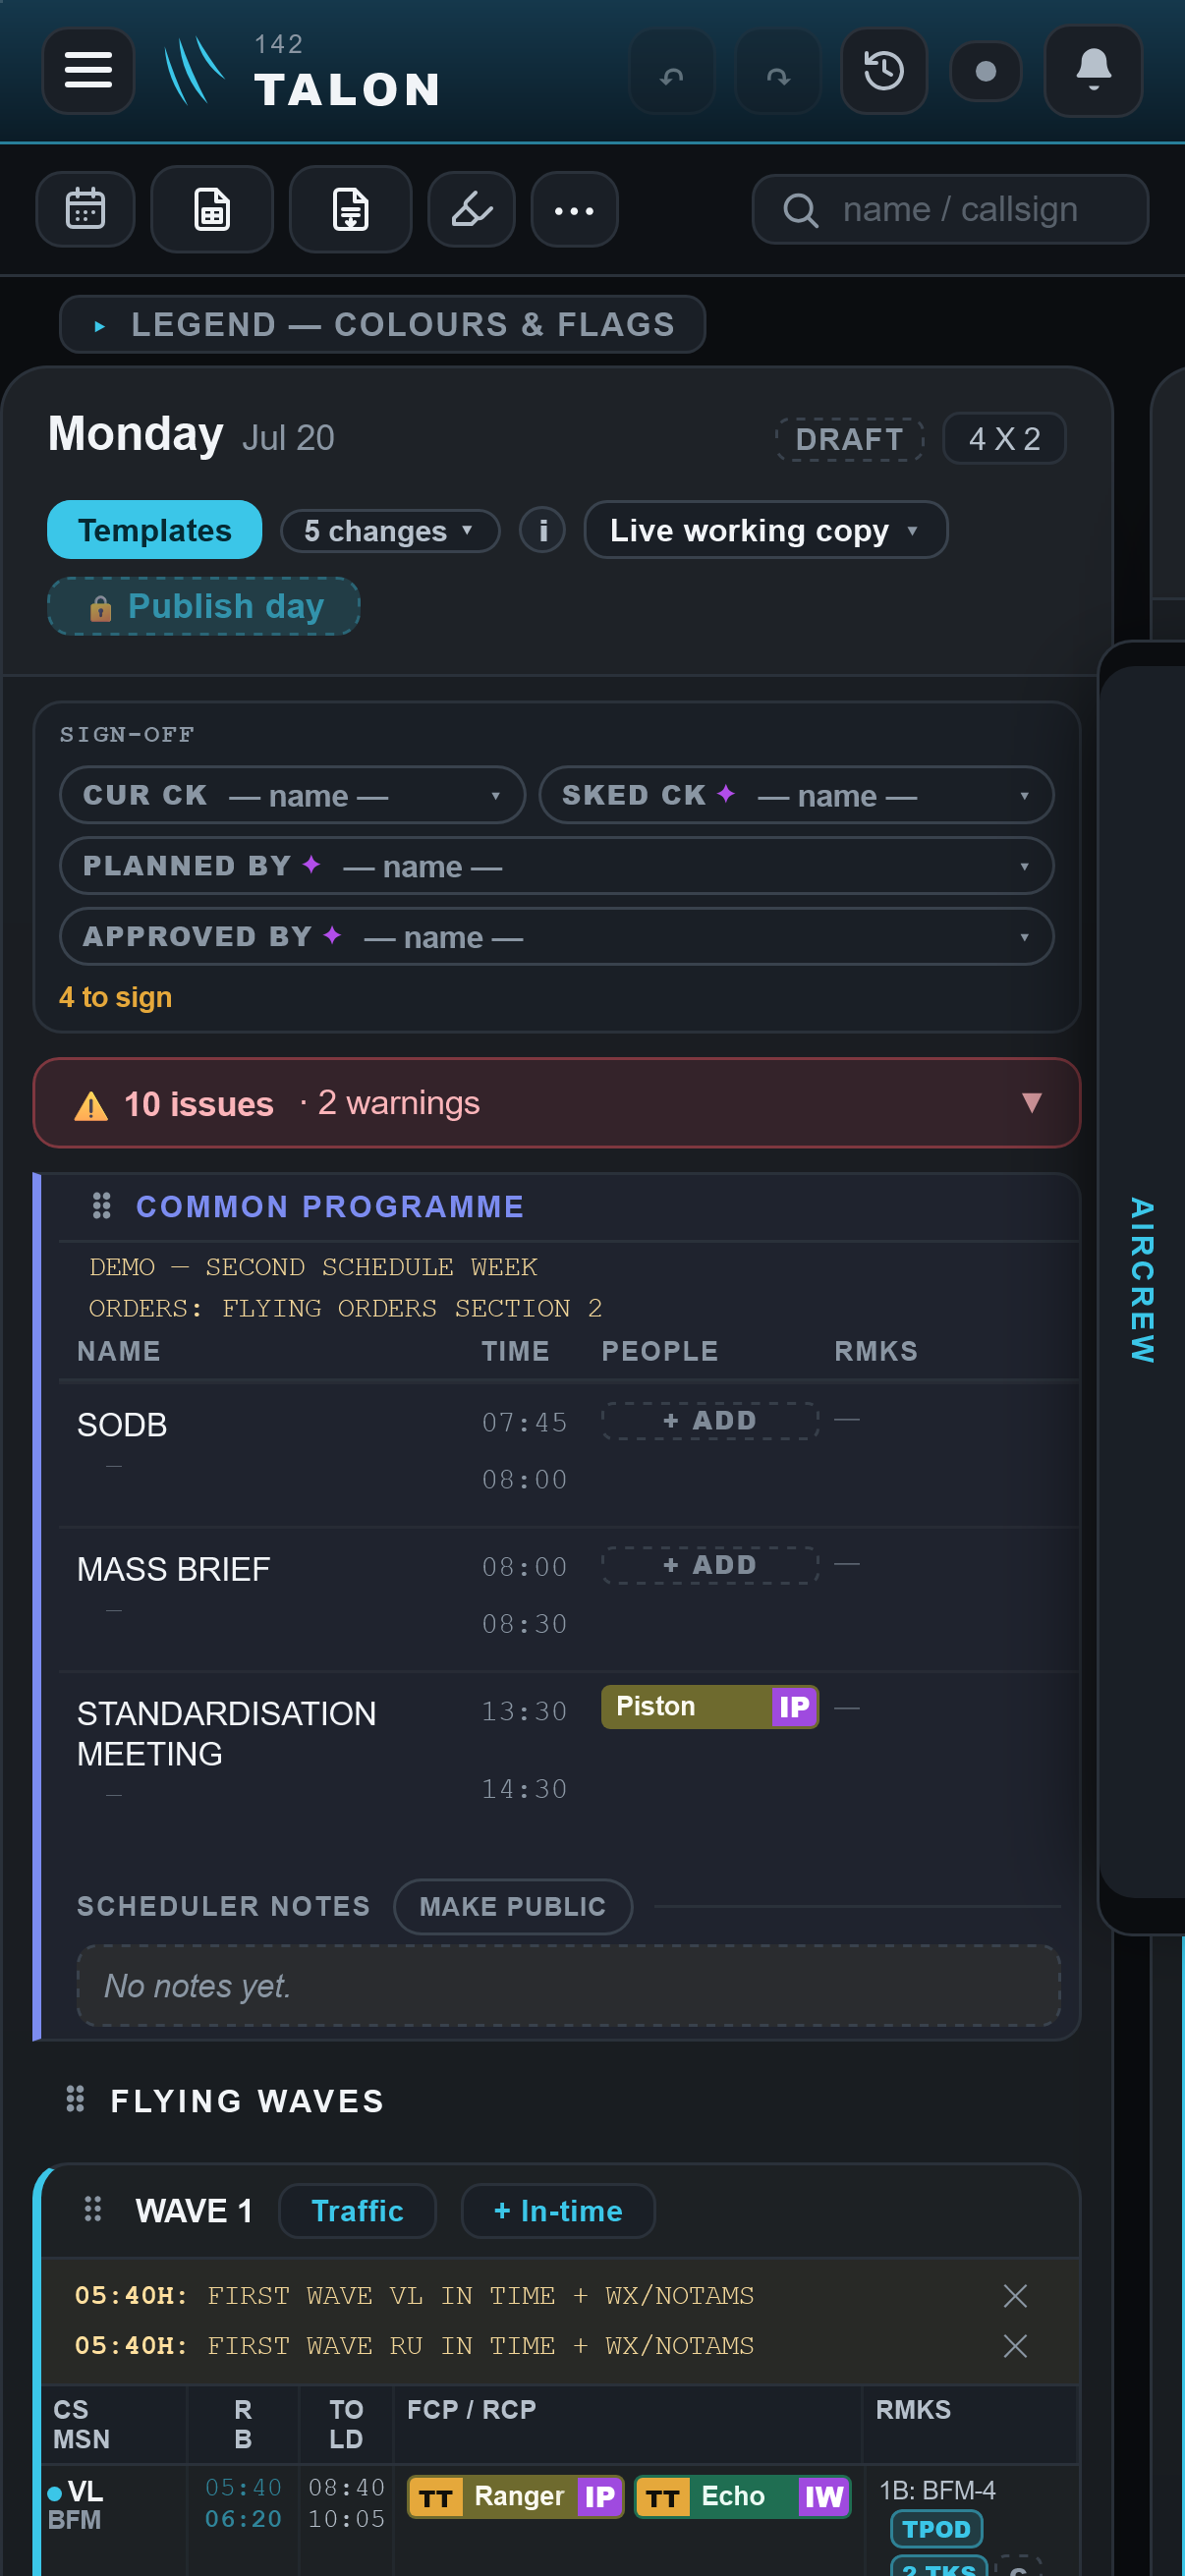 142
TALON
name / callsign
LEGEND — COLOURS & FLAGS
Monday Jul 20 DRAFT 4 X 2
Templates 5 changes i Live working copy
Publish day
SIGN-OFF
CUR CK — name — SKED CK — name —
PLANNED BY — name —
APPROVED BY — name —
4 to sign
10 issues · 2 warnings
AIRCREW
COMMON PROGRAMME
DEMO — SECOND SCHEDULE WEEK
ORDERS: FLYING ORDERS SECTION 2
NAME TIME PEOPLE RMKS
SODB 07:45 + ADD —
— 08:00
MASS BRIEF 08:00 + ADD —
— 08:30
STANDARDISATION 13:30 Piston IP —
MEETING
— 14:30
SCHEDULER NOTES MAKE PUBLIC
No notes yet.
FLYING WAVES
WAVE 1 Traffic + In-time
05:40H: FIRST WAVE VL IN TIME + WX/NOTAMS
05:40H: FIRST WAVE RU IN TIME + WX/NOTAMS
CS R TO FCP / RCP RMKS
MSN B LD
VL 05:40 08:40 TT Ranger IP TT Echo IW 1B: BFM-4
BFM 06:20 10:05
TPOD
2 TKS